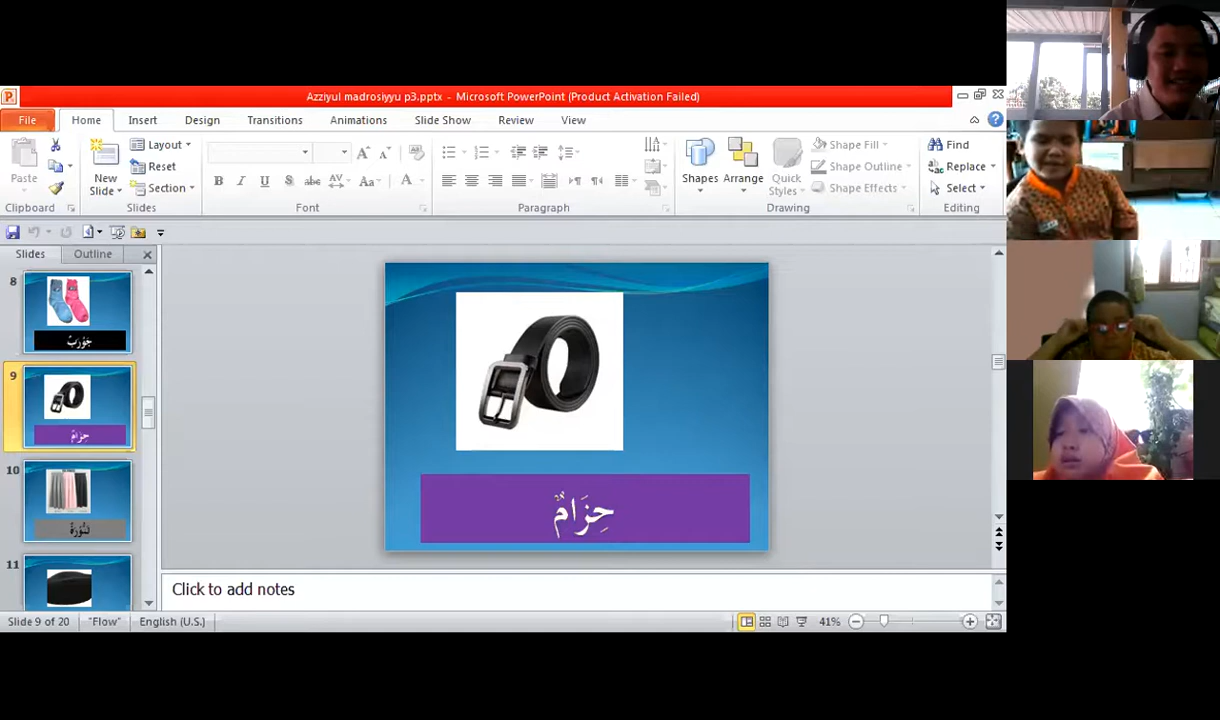 Azziyul madrosiyyu p3.pptx - Microsoft PowerPoint (Product Activation Failed)
File Home Insert Design Transitions Animations Slide Show Review View
Paste
New Slide
Layout
Reset
Section
B I U S abc AV Aa A
Shapes Arrange Quick Styles
Shape Fill
Shape Outline
Shape Effects
Find
Replace
Select
Clipboard Slides Font Paragraph Drawing Editing
Slides Outline
8
جَوْرَبٌ
9
حِزَامٌ
10
تَنُّوْرَةٌ
11
حِزَامٌ
Click to add notes
Slide 9 of 20 "Flow" English (U.S.) 41%